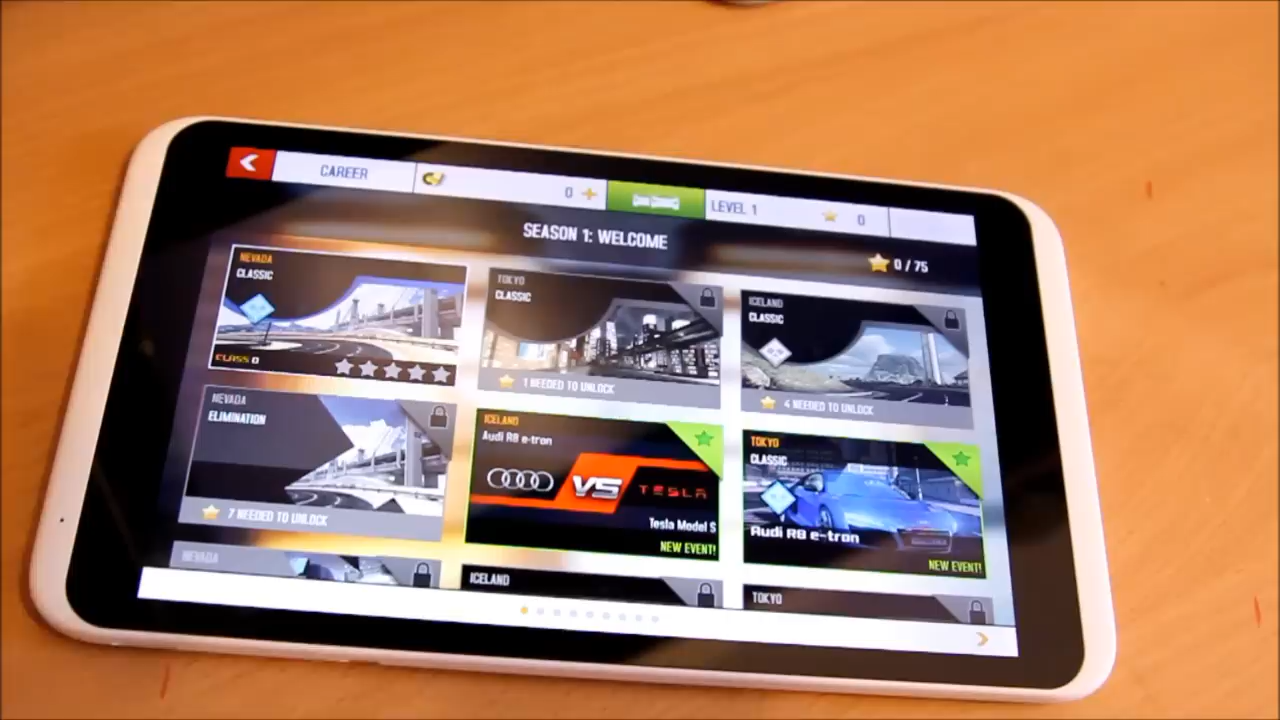 CAREER
0
LEVEL 1
0
SEASON 1: WELCOME
0 / 75
NEVADA
CLASSIC
CLASS D
TOKYO
CLASSIC
1 NEEDED TO UNLOCK
ICELAND
CLASSIC
4 NEEDED TO UNLOCK
NEVADA
ELIMINATION
7 NEEDED TO UNLOCK
ICELAND
Audi R8 e-tron
VS
TESLA
Tesla Model S
NEW EVENT!
TOKYO
CLASSIC
Audi R8 e-tron
NEW EVENT!
NEVADA
ICELAND
TOKYO